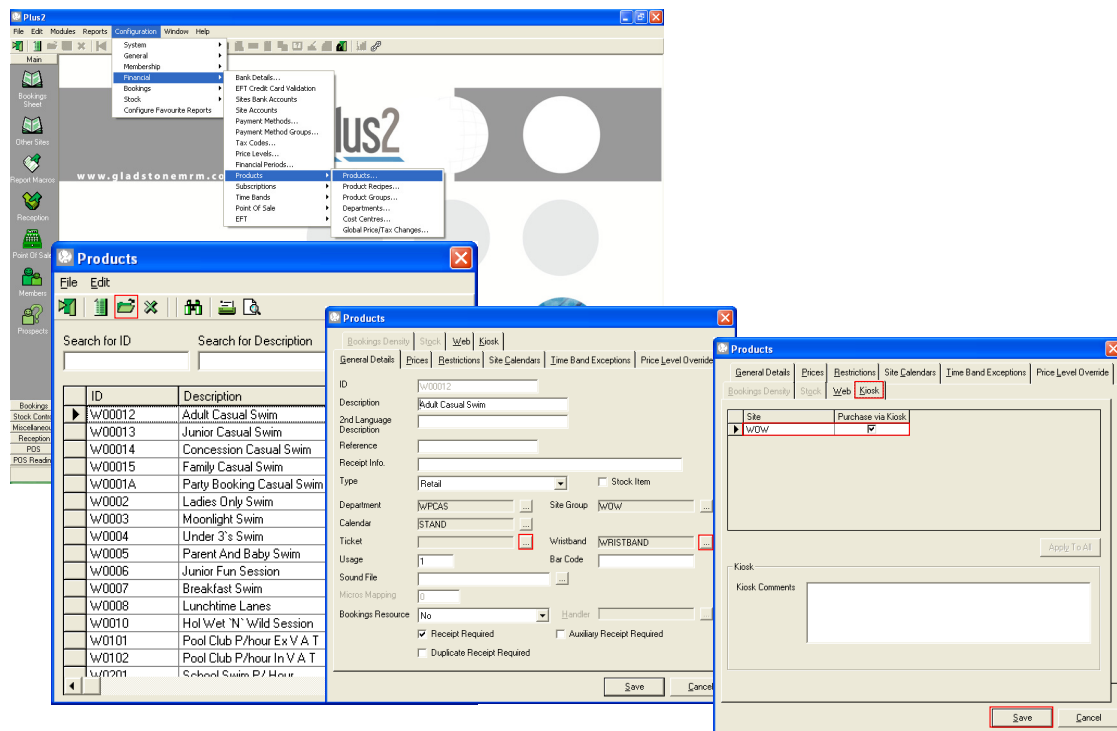 Plus2
File Edit Modules Reports Configuration Window Help
Main
Bookings
Sheet
Other Sites
Report Macros
Reception
Point Of Sale
Members
Prospects
Bookings
Stock Contr
Miscellaneou
Reception
POS
POS Readin
System
General
Membership
Financial
Bookings
Stock
Configure Favourite Reports
Bank Details...
EFT Credit Card Validation
Sites Bank Accounts
Site Accounts
Payment Methods...
Payment Method Groups...
Tax Codes...
Price Levels...
Financial Periods...
Products
Subscriptions
Time Bands
Point Of Sale
EFT
Products...
Product Recipes...
Product Groups...
Departments...
Cost Centres...
Global Price/Tax Changes...
lus2
www.gladstonemrm.co
Products
File Edit
Search for ID Search for Description
ID Description
W00012 Adult Casual Swim
W00013 Junior Casual Swim
W00014 Concession Casual Swim
W00015 Family Casual Swim
W0001A Party Booking Casual Swim
W0002 Ladies Only Swim
W0003 Moonlight Swim
W0004 Under 3`s Swim
W0005 Parent And Baby Swim
W0006 Junior Fun Session
W0007 Breakfast Swim
W0008 Lunchtime Lanes
W0010 Hol Wet `N` Wild Session
W0101 Pool Club P/hour Ex V A T
W0102 Pool Club P/hour In V A T
W0201 School Swim P/ Hour
Products
Bookings Density Stock Web Kiosk
General Details Prices Restrictions Site Calendars Time Band Exceptions Price Level Override
ID W00012
Description Adult Casual Swim
2nd Language
Description
Reference
Receipt Info.
Type Retail Stock Item
Department WPCAS ... Site Group WOW ...
Calendar STAND ...
Ticket ... Wristband WRISTBAND ...
Usage 1 Bar Code
Sound File ...
Micros Mapping 0
Bookings Resource No Handler ...
Receipt Required Auxiliary Receipt Required
Duplicate Receipt Required
Save Cancel
Products
General Details Prices Restrictions Site Calendars Time Band Exceptions Price Level Override
Bookings Density Stock Web Kiosk
Site Purchase via Kiosk
WOW
Apply To All
Kiosk
Kiosk Comments
Save Cancel